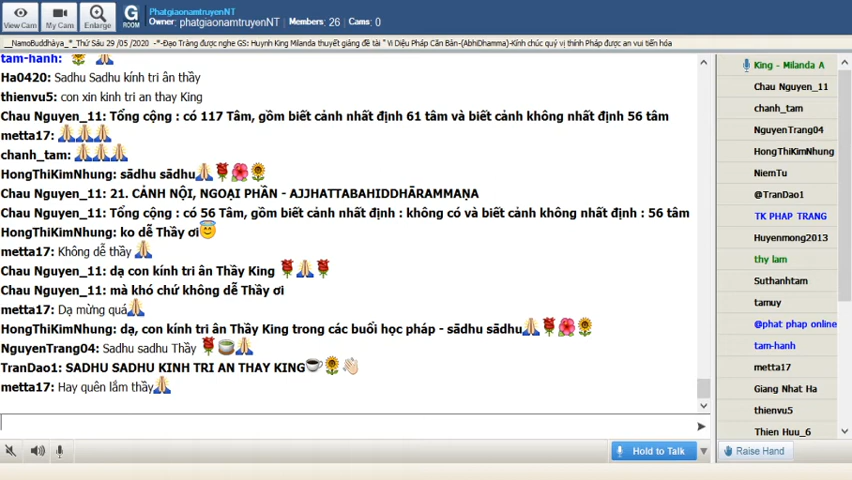 View Cam
My Cam
Enlarge
G
ROOM
PhatgiaonamtruyenNT
Owner: phatgiaonamtruyenNT Members: 26 Cams: 0
__NamoBuddhàya_*_Thứ Sáu 29 /05 /2020 -*-Đạo Tràng được nghe GS: Huynh King Milanda thuyết giảng đề tài " Vi Diệu Pháp Căn Bản-(AbhiDhamma)-Kính chúc quý vị thính Pháp được an vui tiến hóa
tam-hanh:
Ha0420: Sadhu Sadhu kính tri ân thầy
thienvu5: con xin kinh tri an thay King
Chau Nguyen_11: Tổng cộng : có 117 Tâm, gồm biết cảnh nhất định 61 tâm và biết cảnh không nhất định 56 tâm
metta17:
chanh_tam:
HongThiKimNhung: sādhu sādhu
Chau Nguyen_11: 21. CẢNH NỘI, NGOẠI PHẦN - AJJHATTABAHIDDHĀRAMMAṆA
Chau Nguyen_11: Tổng cộng : có 56 Tâm, gồm biết cảnh nhất định : không có và biết cảnh không nhất định : 56 tâm
HongThiKimNhung: ko dễ Thầy ơi
metta17: Không dễ thầy
Chau Nguyen_11: dạ con kính tri ân Thầy King
Chau Nguyen_11: mà khó chứ không dễ Thầy ơi
metta17: Dạ mừng quá
HongThiKimNhung: dạ, con kính tri ân Thầy King trong các buổi học pháp - sādhu sādhu
NguyenTrang04: Sadhu sadhu Thầy
TranDao1: SADHU SADHU KINH TRI AN THAY KING
metta17: Hay quên lắm thầy
Hold to Talk
King - Milanda A
Chau Nguyen_11
chanh_tam
NguyenTrang04
HongThiKimNhung
NiemTu
@TranDao1
TK PHAP TRANG
Huyenmong2013
thy lam
Suthanhtam
tamuy
@phat phap online
tam-hanh
metta17
Giang Nhat Ha
thienvu5
Thien Huu_6
Raise Hand